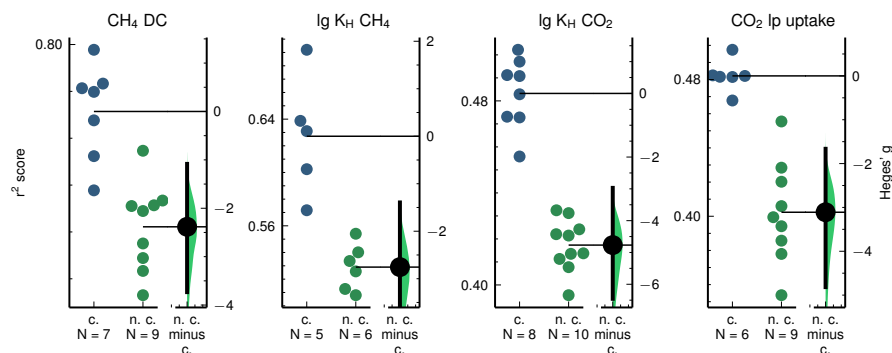 CH₄ DC
lg K_H CH₄
lg K_H CO₂
CO₂ lp uptake
r² score
0.80
0
−2
−4
c.
N = 7
n. c.
N = 9
n. c.
minus
c.
0.64
0.56
2
0
−2
c.
N = 5
n. c.
N = 6
n. c.
minus
c.
0.48
0.40
0
−2
−4
−6
c.
N = 8
n. c.
N = 10
n. c.
minus
c.
0.48
0.40
0
−2
−4
c.
N = 6
n. c.
N = 9
n. c.
minus
c.
Heges' g